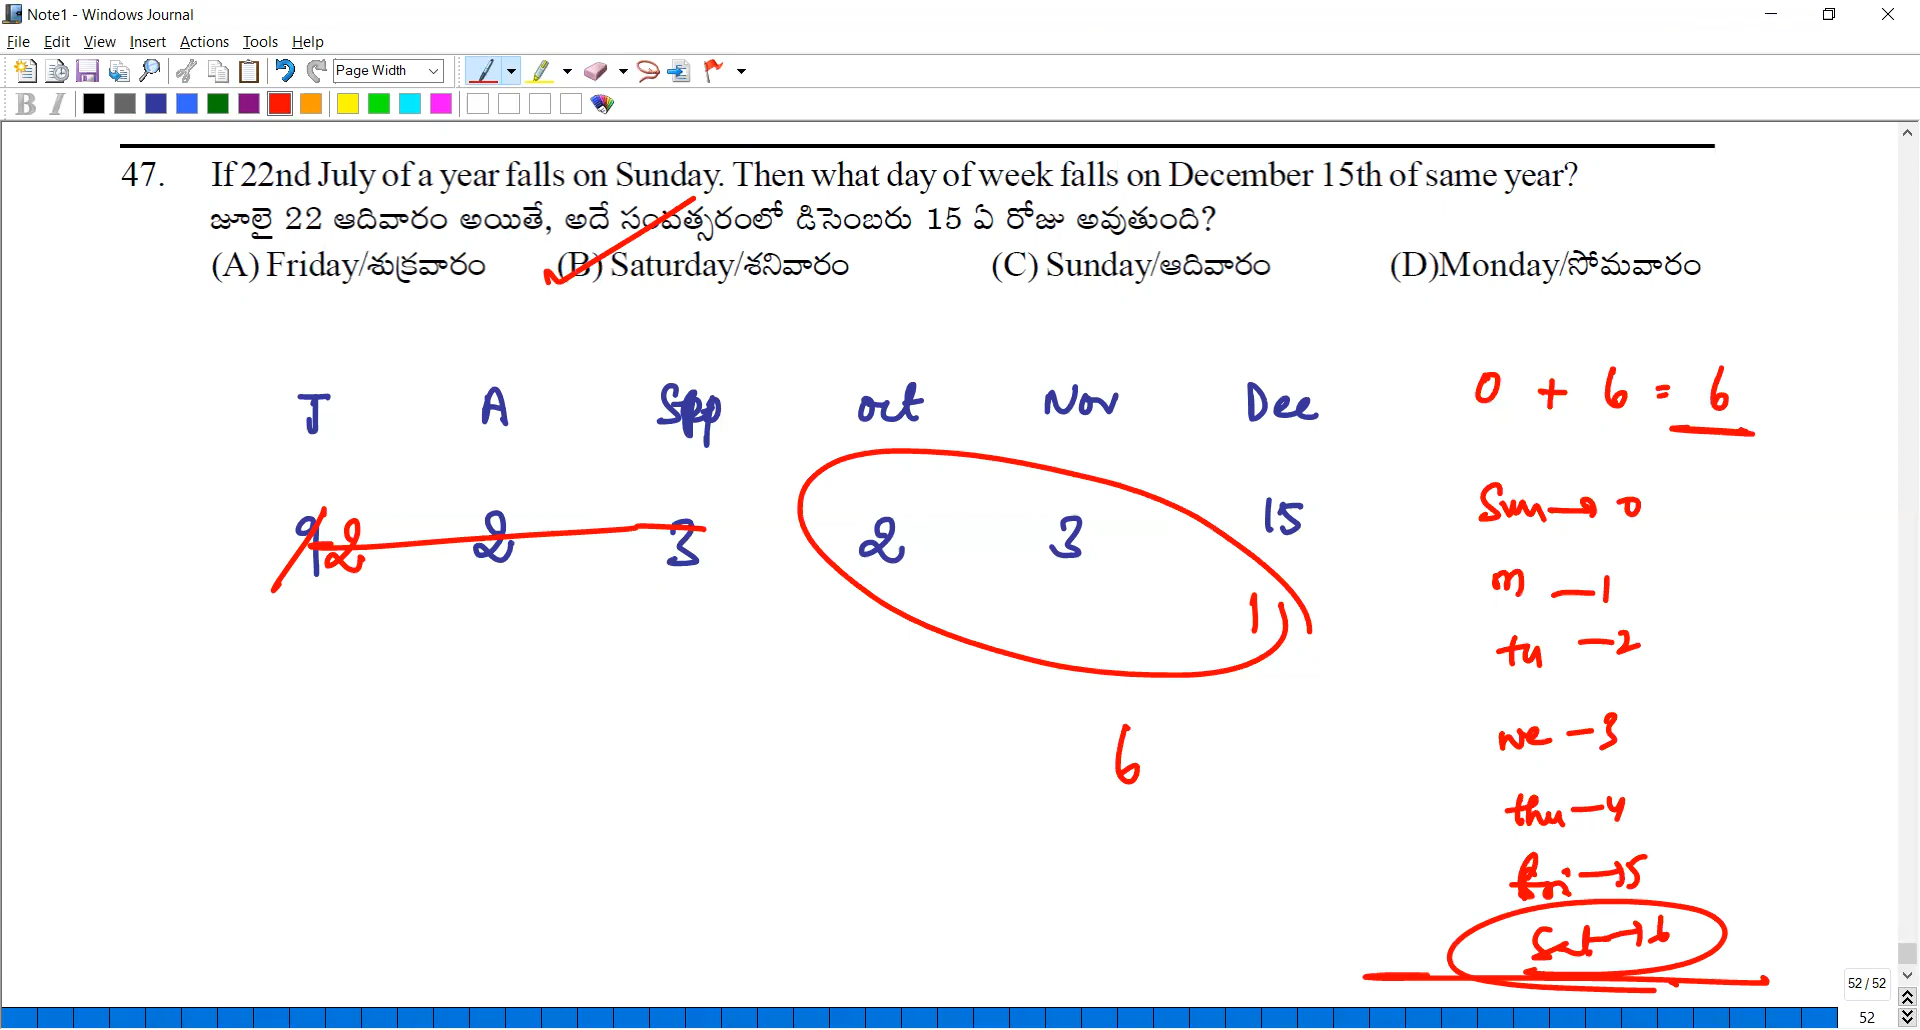 Note1 - Windows Journal
File Edit View Insert Actions Tools Help
Page Width
B I
47. If 22nd July of a year falls on Sunday. Then what day of week falls on December 15th of same year?
జూలై 22 ఆదివారం అయితే, అదే సంవత్సరంలో డిసెంబరు 15 ఏ రోజు అవుతుంది?
(A) Friday/శుక్రవారం (B) Saturday/శనివారం (C) Sunday/ఆదివారం (D)Monday/సోమవారం
J A Sep oct Nov Dec
0 + 6 = 6
9 2 2 3 2 3 15
1
6
Sun → 0
m — 1
tu — 2
we — 3
thu — 4
fri → 5
Sat → 6
52 / 52
52